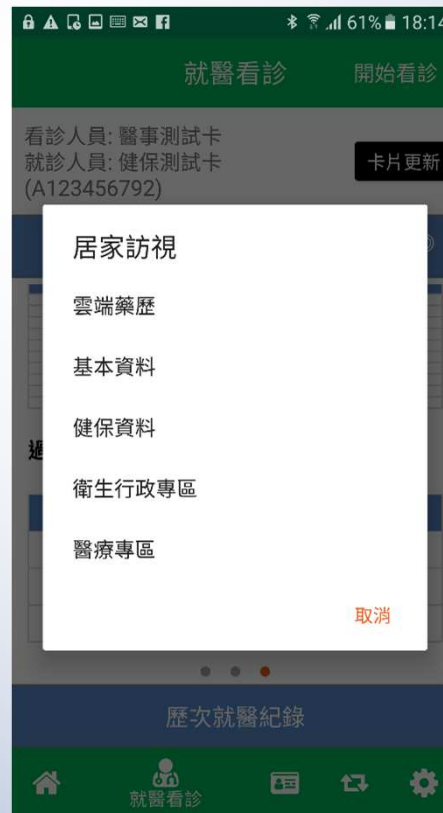 61% 18:14
就醫看診 開始看診
看診人員: 醫事測試卡
就診人員: 健保測試卡
(A123456792)
卡片更新
居家訪視
雲端藥歷
基本資料
健保資料
過
衛生行政專區
醫療專區
取消
歷次就醫紀錄
就醫看診